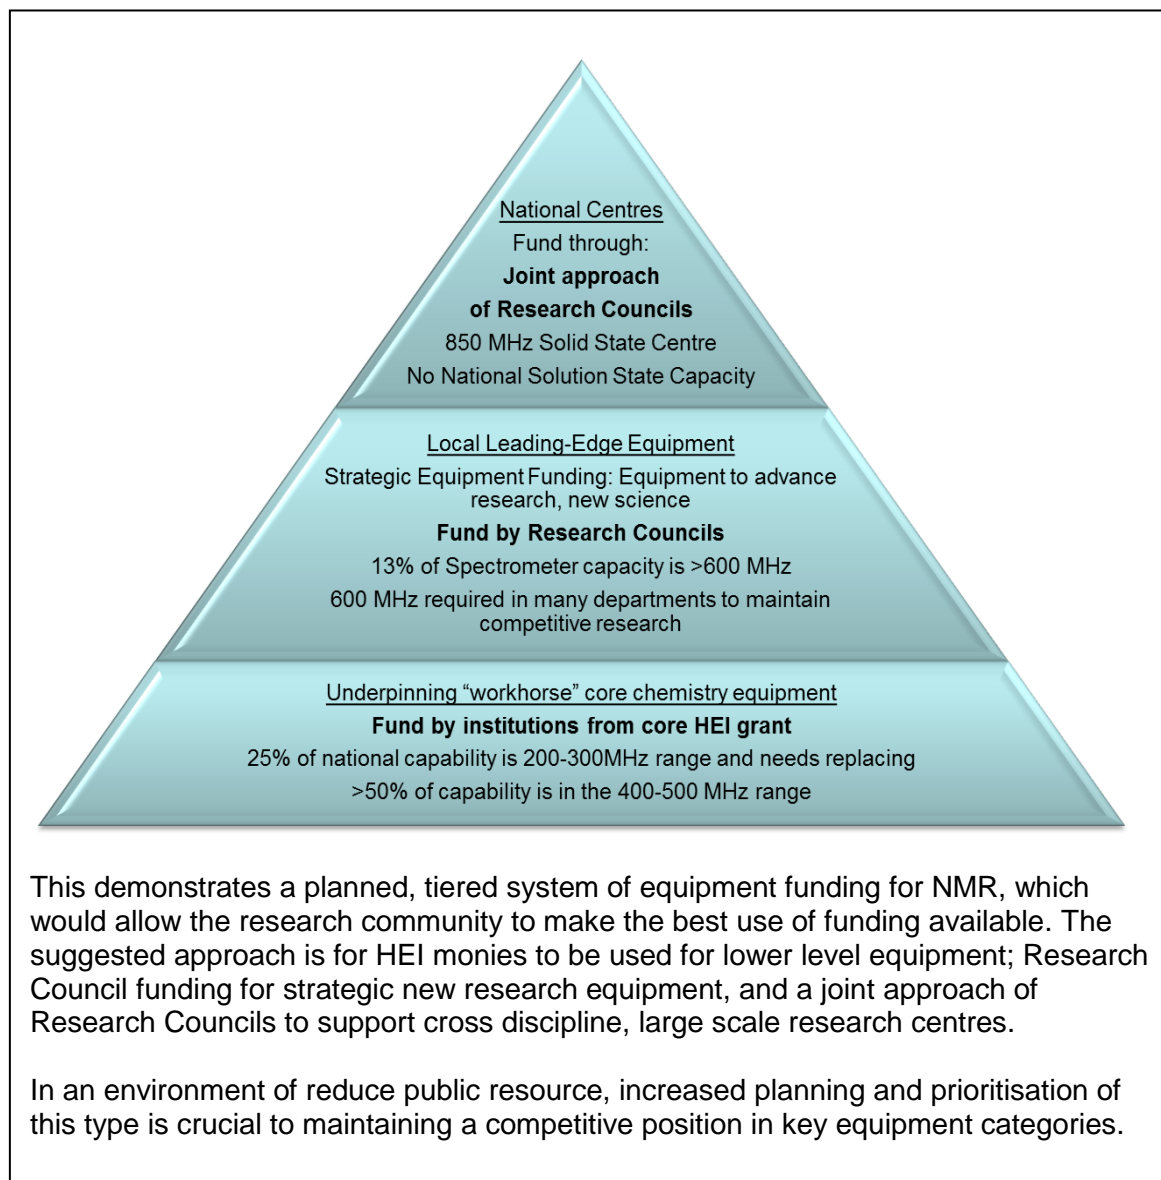 National Centres
Fund through:
Joint approach
of Research Councils
850 MHz Solid State Centre
No National Solution State Capacity
Local Leading-Edge Equipment
Strategic Equipment Funding: Equipment to advance
research, new science
Fund by Research Councils
13% of Spectrometer capacity is >600 MHz
600 MHz required in many departments to maintain
competitive research
Underpinning “workhorse” core chemistry equipment
Fund by institutions from core HEI grant
25% of national capability is 200-300MHz range and needs replacing
>50% of capability is in the 400-500 MHz range
This demonstrates a planned, tiered system of equipment funding for NMR, which
would allow the research community to make the best use of funding available. The
suggested approach is for HEI monies to be used for lower level equipment; Research
Council funding for strategic new research equipment, and a joint approach of
Research Councils to support cross discipline, large scale research centres.
In an environment of reduce public resource, increased planning and prioritisation of
this type is crucial to maintaining a competitive position in key equipment categories.